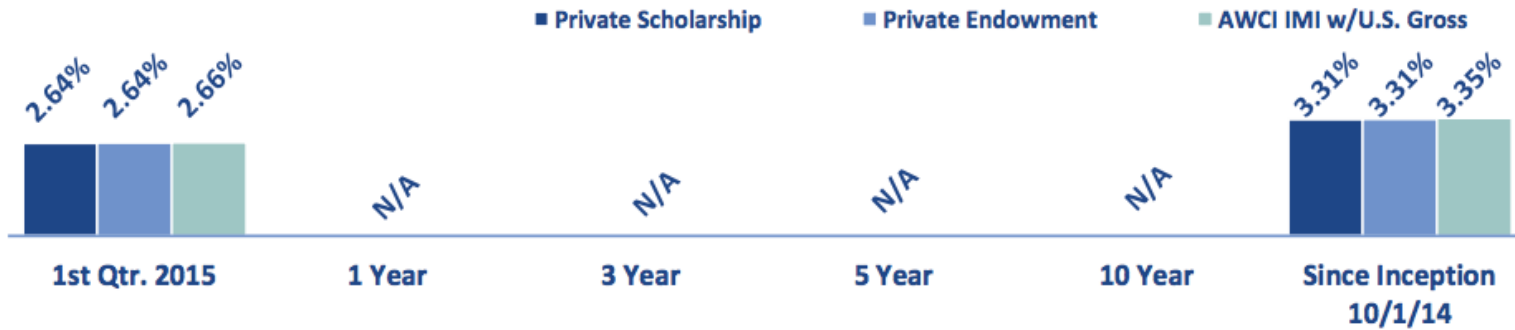 Private Scholarship Private Endowment AWCI IMI w/U.S. Gross
2.64% 2.64% 2.66% N/A N/A N/A N/A 3.31% 3.31% 3.35%
1st Qtr. 2015 1 Year 3 Year 5 Year 10 Year Since Inception
10/1/14